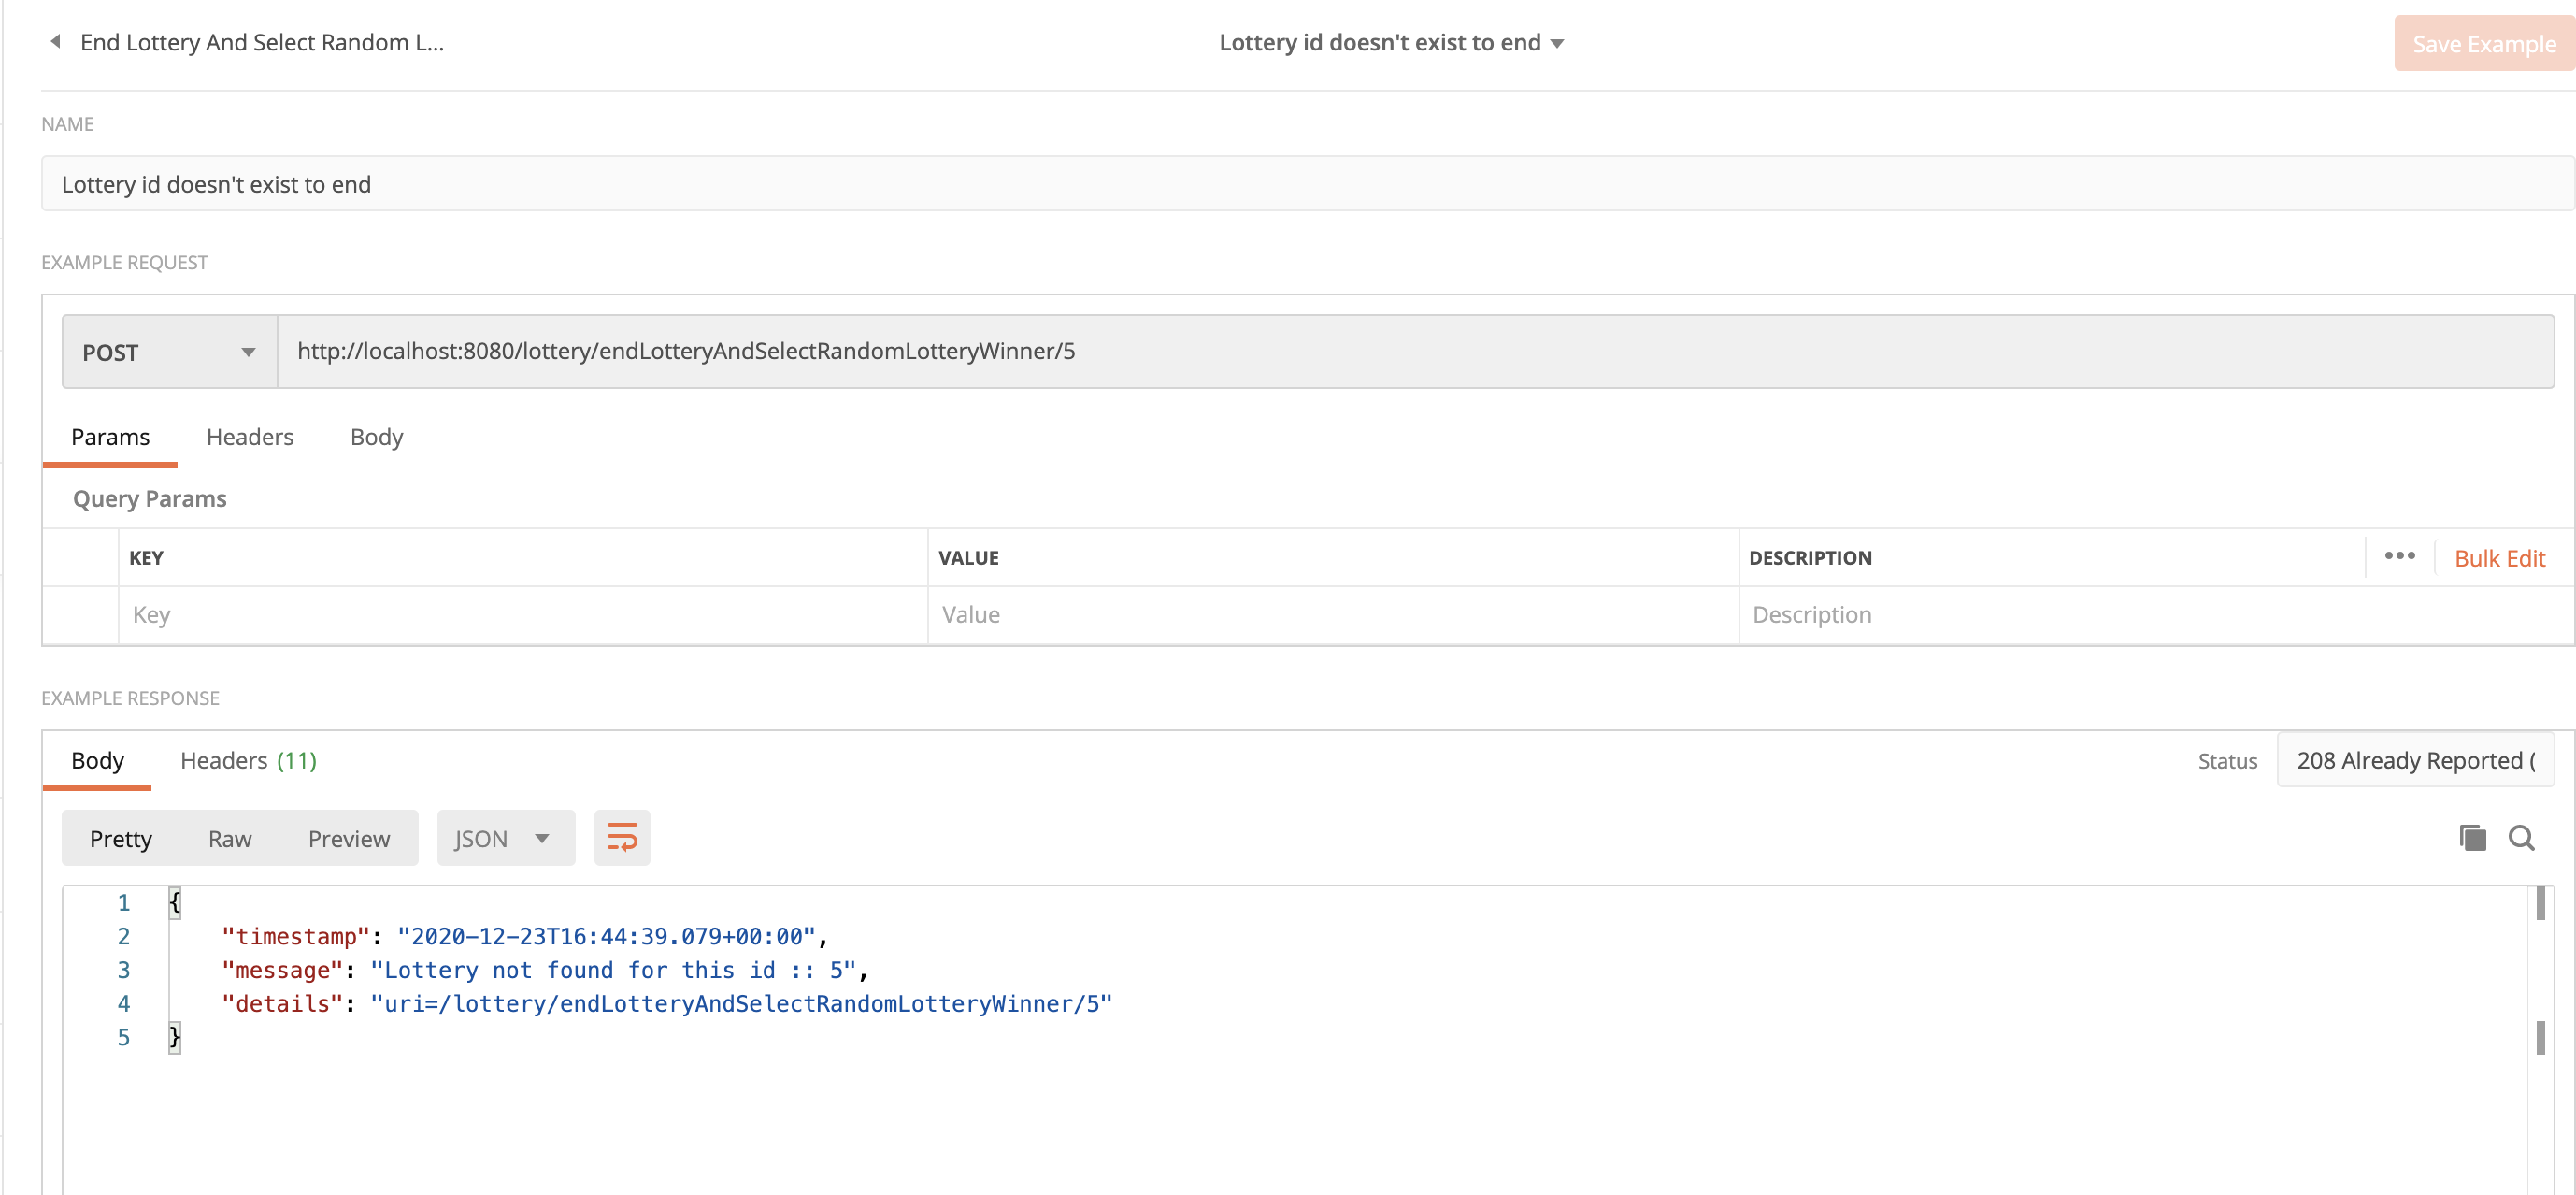 End Lottery And Select Random L...
Lottery id doesn't exist to end
Save Example
NAME
Lottery id doesn't exist to end
EXAMPLE REQUEST
POST
http://localhost:8080/lottery/endLotteryAndSelectRandomLotteryWinner/5
Params Headers Body
Query Params
KEY VALUE DESCRIPTION ••• Bulk Edit
Key Value Description
EXAMPLE RESPONSE
Body Headers (11) Status 208 Already Reported (
Pretty Raw Preview JSON
1 {
2 "timestamp": "2020-12-23T16:44:39.079+00:00",
3 "message": "Lottery not found for this id :: 5",
4 "details": "uri=/lottery/endLotteryAndSelectRandomLotteryWinner/5"
5 }